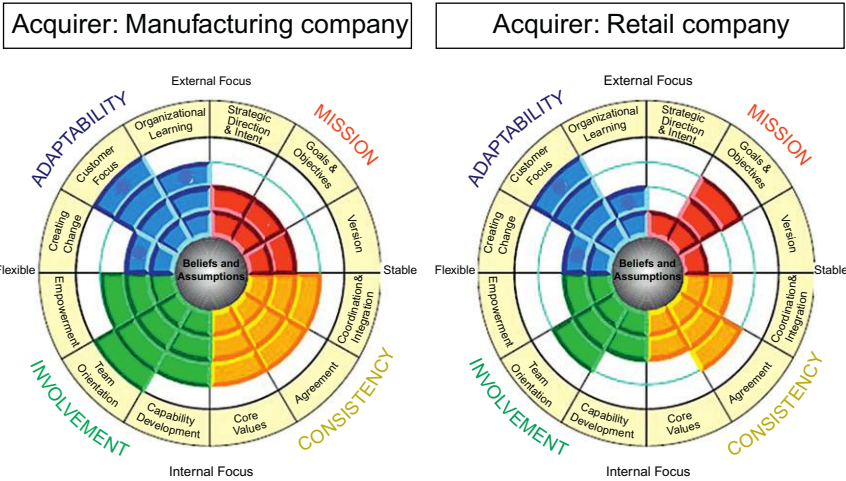 Acquirer: Manufacturing company
External Focus
ADAPTABILITY
MISSION
Organizational
Learning
Strategic
Direction
& Intent
Customer
Focus
Goals &
Objectives
Creating
Change
Version
Flexible
Beliefs and
Assumptions
Stable
Empowerment
Coordination&
Integration
Team
Orientation
Agreement
Capability
Development
Core
Values
INVOLVEMENT
CONSISTENCY
Internal Focus
Acquirer: Retail company
External Focus
ADAPTABILITY
MISSION
Organizational
Learning
Strategic
Direction
& Intent
Customer
Focus
Goals &
Objectives
Creating
Change
Version
Flexible
Beliefs and
Assumptions
Stable
Empowerment
Coordination&
Integration
Team
Orientation
Agreement
Capability
Development
Core
Values
INVOLVEMENT
CONSISTENCY
Internal Focus